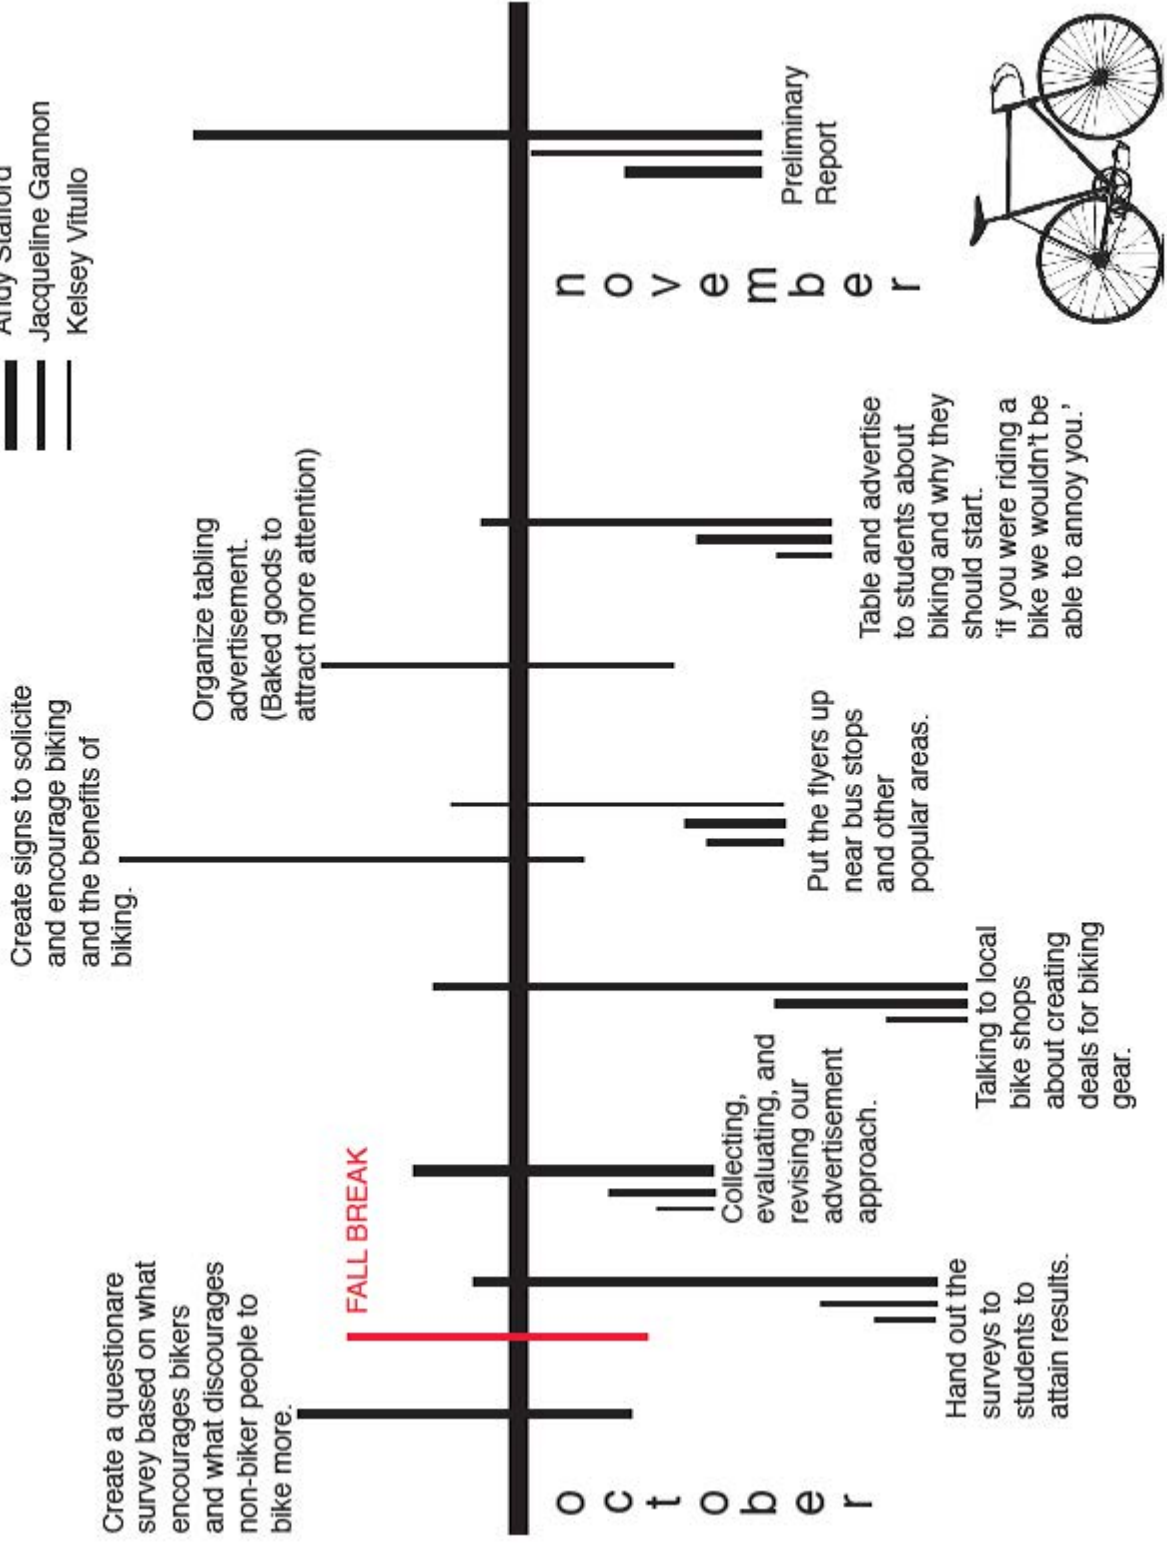 Andy Stafford
Jacqueline Gannon
Kelsey Vitullo
Create a questionare
survey based on what
encourages bikers
and what discourages
non-biker people to
bike more.
FALL BREAK
Create signs to solicite
and encourage biking
and the benefits of
biking.
Organize tabling
advertisement.
(Baked goods to
attract more attention)
october
Hand out the
surveys to
students to
attain results.
Collecting,
evaluating, and
revising our
advertisement
approach.
Talking to local
bike shops
about creating
deals for biking
gear.
Put the flyers up
near bus stops
and other
popular areas.
Table and advertise
to students about
biking and why they
should start.
'if you were riding a
bike we wouldn't be
able to annoy you.'
november
Preliminary
Report